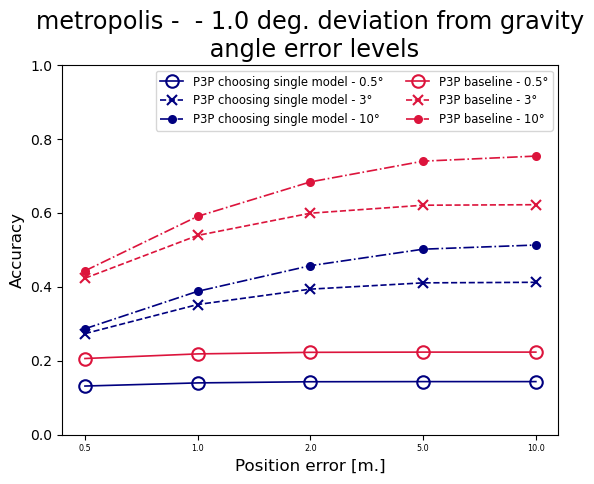 metropolis -  - 1.0 deg. deviation from gravity
angle error levels
P3P choosing single model - 0.5°
P3P choosing single model - 3°
P3P choosing single model - 10°
P3P baseline - 0.5°
P3P baseline - 3°
P3P baseline - 10°
Accuracy
1.0
0.8
0.6
0.4
0.2
0.0
0.5 1.0 2.0 5.0 10.0
Position error [m.]